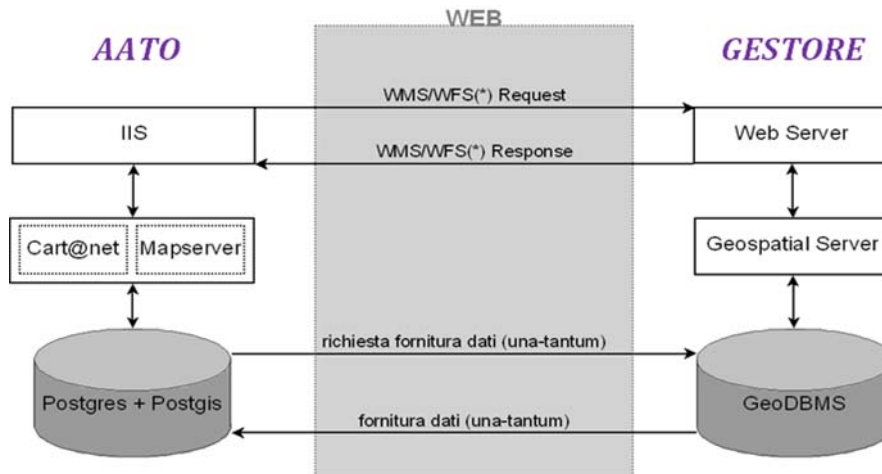 WEB
AATO
GESTORE
WMS/WFS(*) Request
IIS
Web Server
WMS/WFS(*) Response
Cart@net
Mapserver
Geospatial Server
richiesta fornitura dati (una-tantum)
Postgres + Postgis
GeoDBMS
fornitura dati (una-tantum)